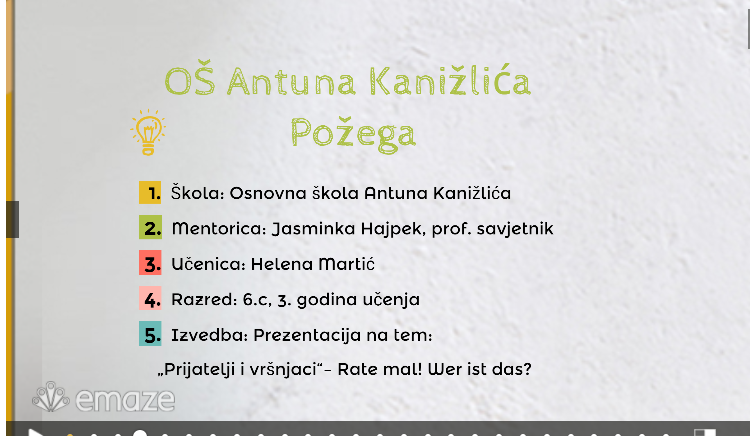 OŠ Antuna Kanižlića
Požega
1. Škola: Osnovna škola Antuna Kanižlića
2. Mentorica: Jasminka Hajpek, prof. savjetnik
3. Učenica: Helena Martić
4. Razred: 6.c, 3. godina učenja
5. Izvedba: Prezentacija na tem:
„Prijatelji i vršnjaci“- Rate mal! Wer ist das?
emaze